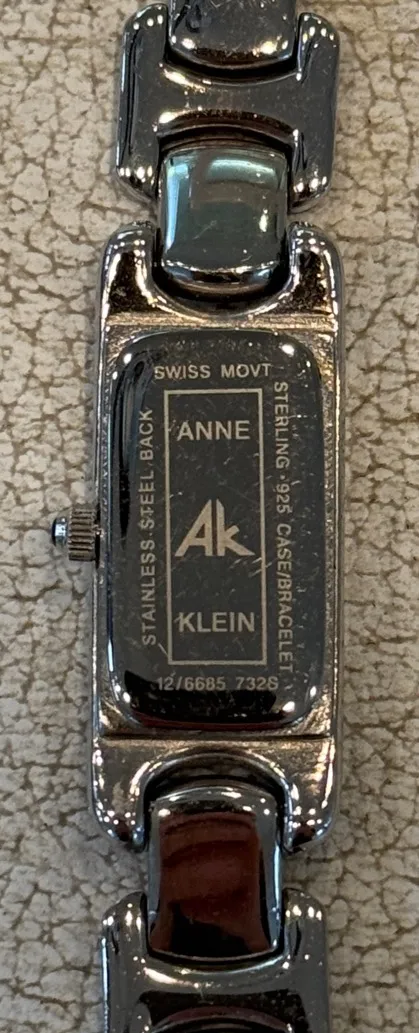 SWISS MOVT
STAINLESS STEEL BACK
ANNE
Ak
KLEIN
STERLING .925 CASE/BRACELET
12/6685 732S